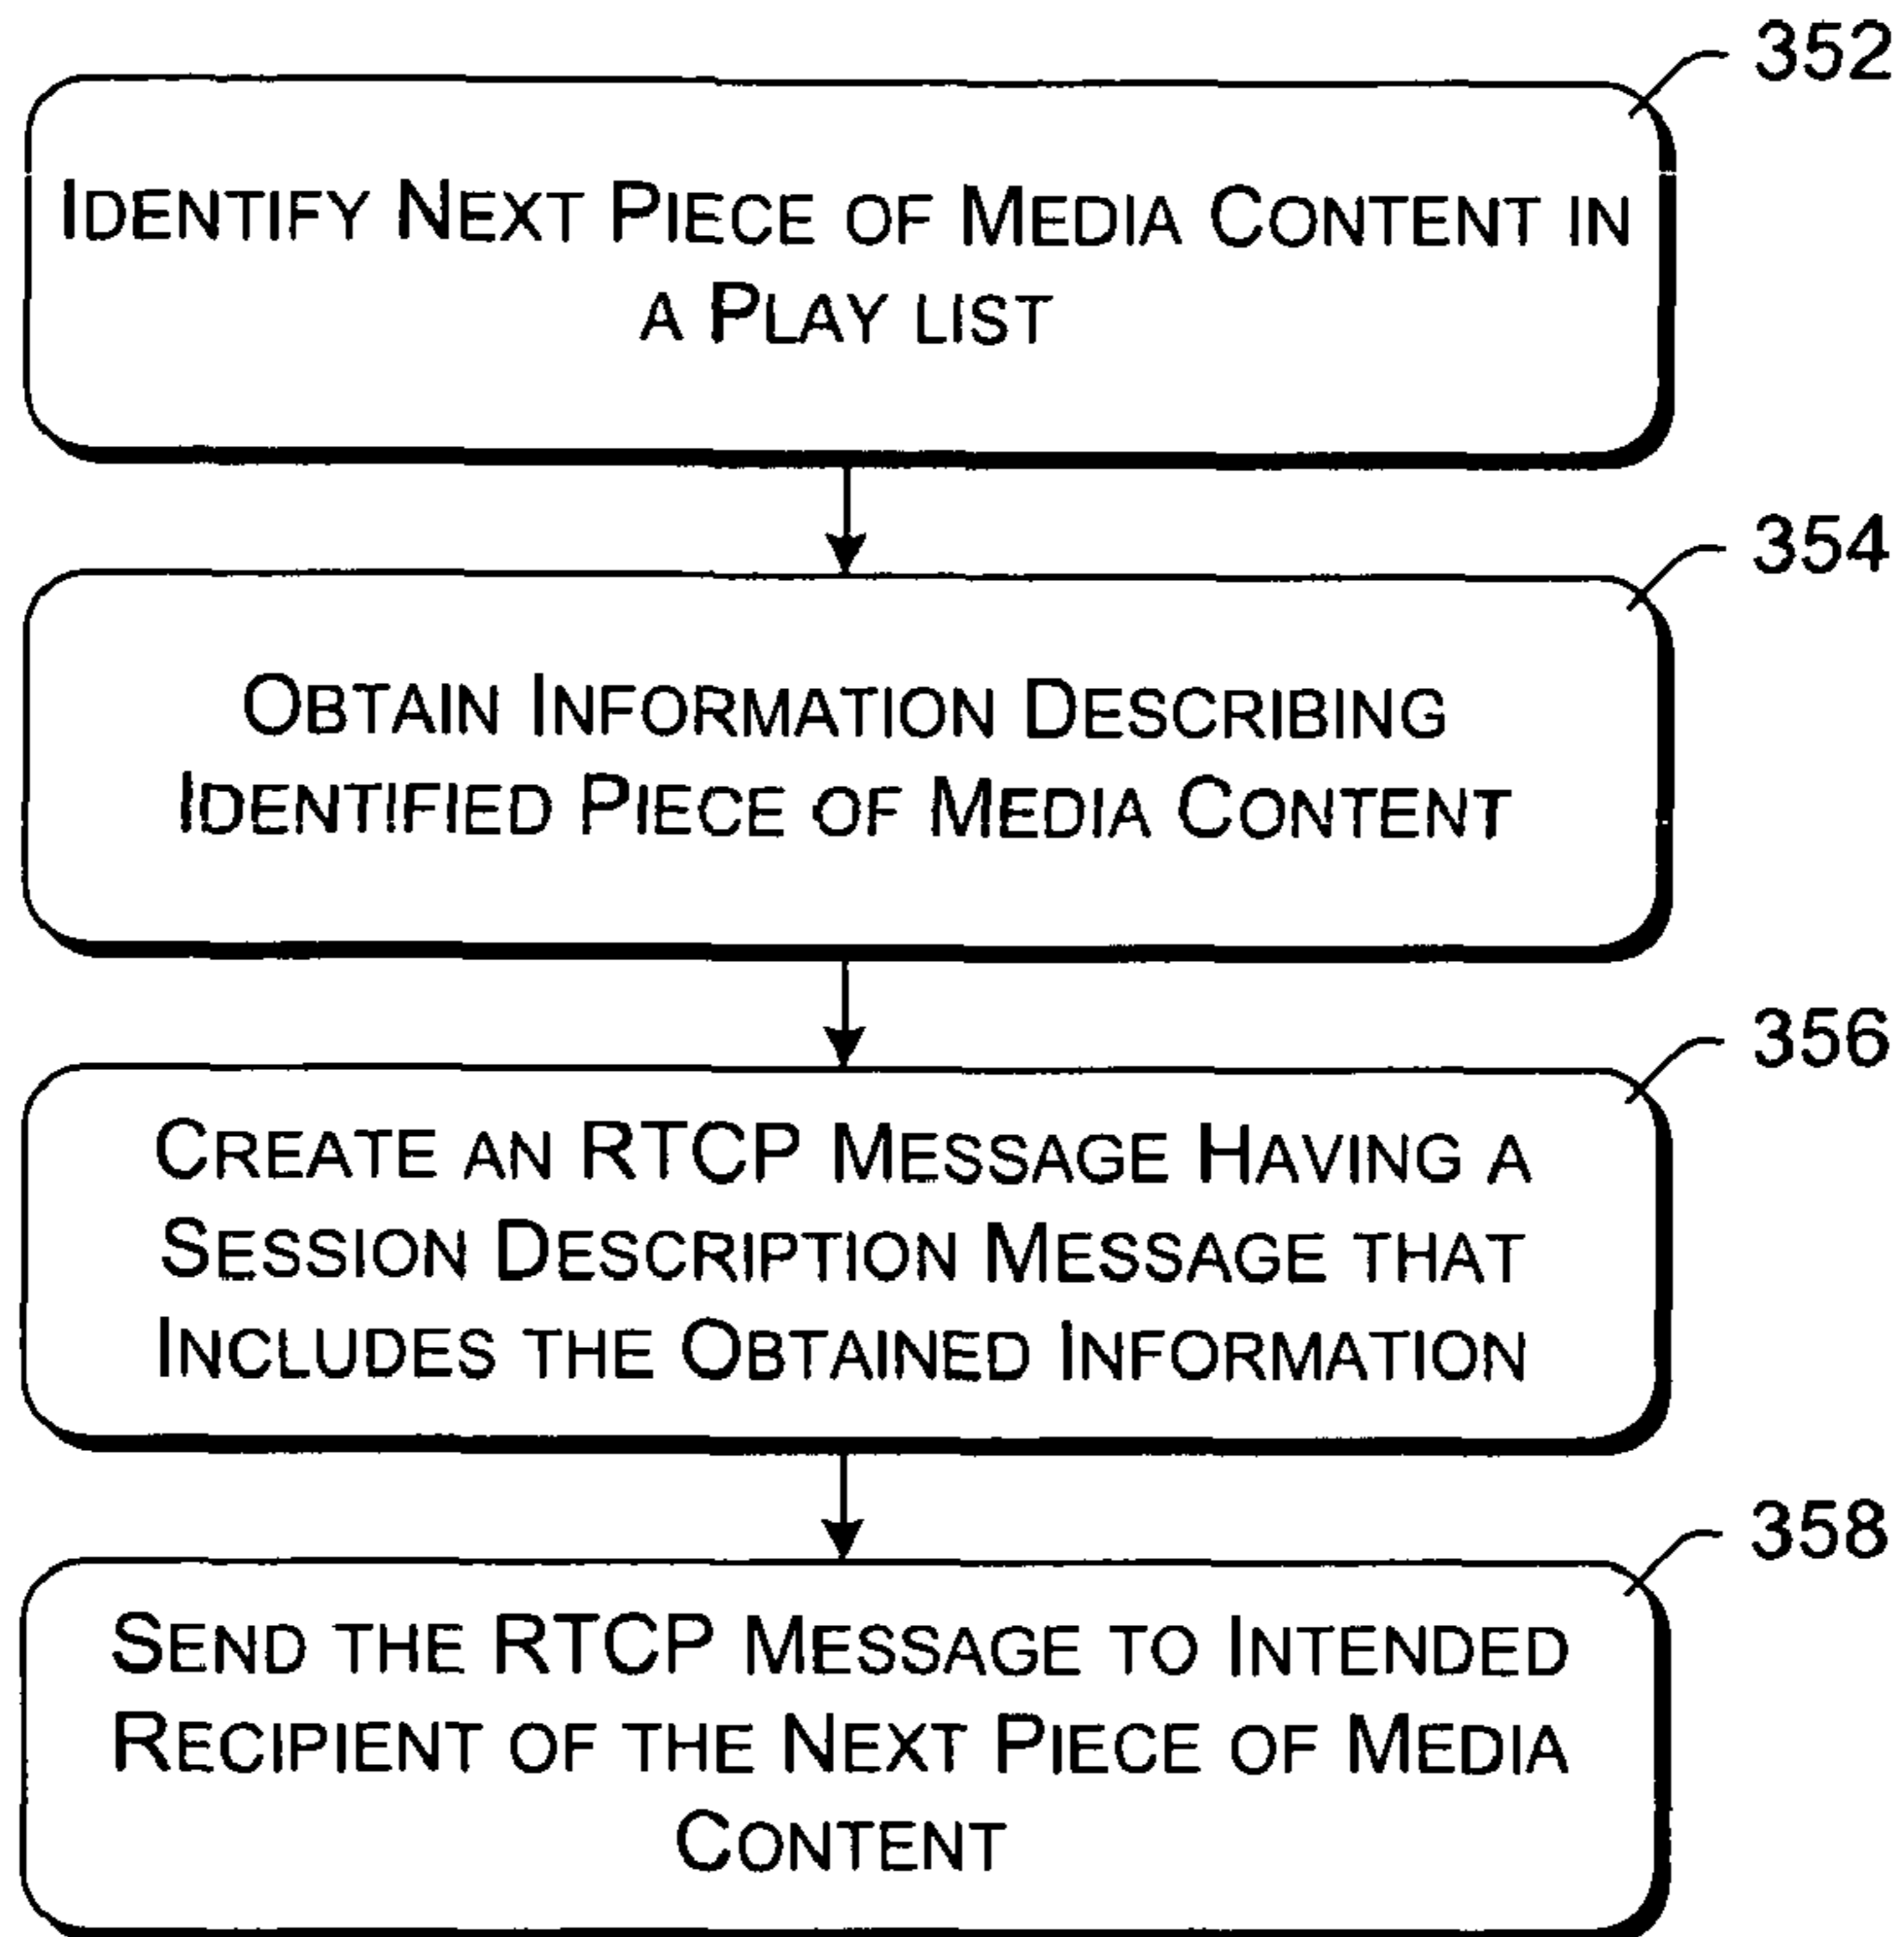 352
IDENTIFY NEXT PIECE OF MEDIA CONTENT IN
A PLAY LIST
354
OBTAIN INFORMATION DESCRIBING
IDENTIFIED PIECE OF MEDIA CONTENT
356
CREATE AN RTCP MESSAGE HAVING A
SESSION DESCRIPTION MESSAGE THAT
INCLUDES THE OBTAINED INFORMATION
358
SEND THE RTCP MESSAGE TO INTENDED
RECIPIENT OF THE NEXT PIECE OF MEDIA
CONTENT